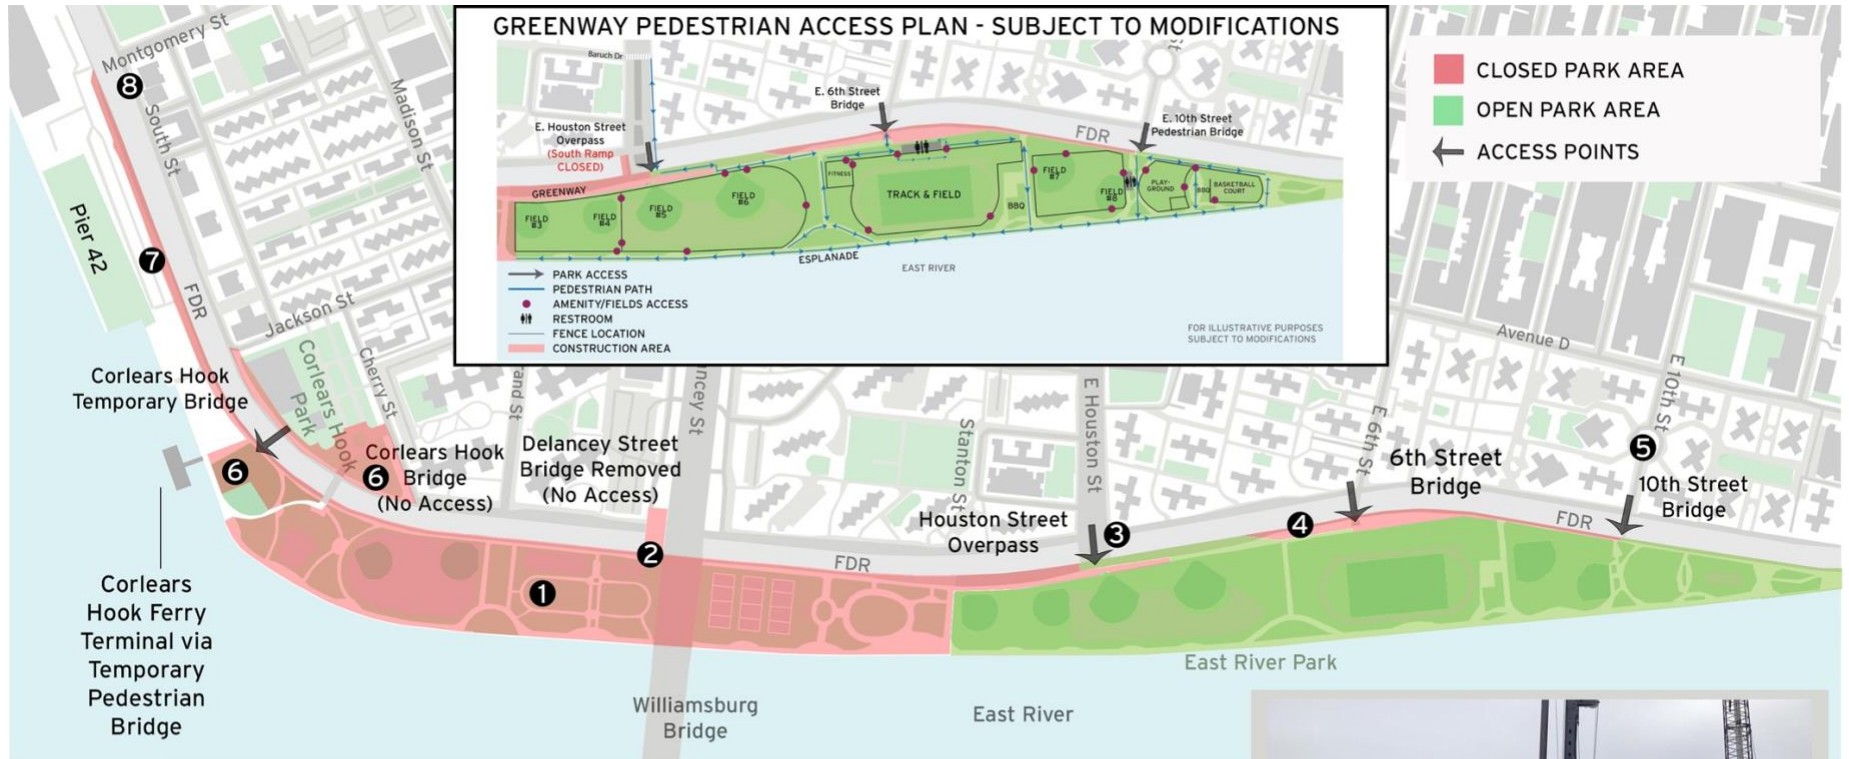 GREENWAY PEDESTRIAN ACCESS PLAN - SUBJECT TO MODIFICATIONS
Baruch Dr
E. Houston Street
Overpass
(South Ramp
CLOSED)
E. 6th Street
Bridge
E. 10th Street
Pedestrian Bridge
FDR
GREENWAY
FIELD
#3
FIELD
#4
FIELD
#5
FIELD
#6
FITNESS
TRACK & FIELD
BBQ
FIELD
#7
FIELD
#8
PLAY-
GROUND
BBQ
BASKETBALL
COURT
ESPLANADE
EAST RIVER
PARK ACCESS
PEDESTRIAN PATH
AMENITY/FIELDS ACCESS
RESTROOM
FENCE LOCATION
CONSTRUCTION AREA
FOR ILLUSTRATIVE PURPOSES
SUBJECT TO MODIFICATIONS
CLOSED PARK AREA
OPEN PARK AREA
ACCESS POINTS
Montgomery St
8
South St
Madison St
Pier 42
7
FDR
Jackson St
Corlears Hook
Park
Cherry St
Corlears Hook
Temporary Bridge
6
6
Corlears Hook
Bridge
(No Access)
Delancey Street
Bridge Removed
(No Access)
1
2
FDR
Stanton St
E Houston St
Houston Street
Overpass
3
4
E 6th St
6th Street
Bridge
Avenue D
E 10th St
5
10th Street
Bridge
FDR
Corlears
Hook Ferry
Terminal via
Temporary
Pedestrian
Bridge
Williamsburg
Bridge
East River
East River Park